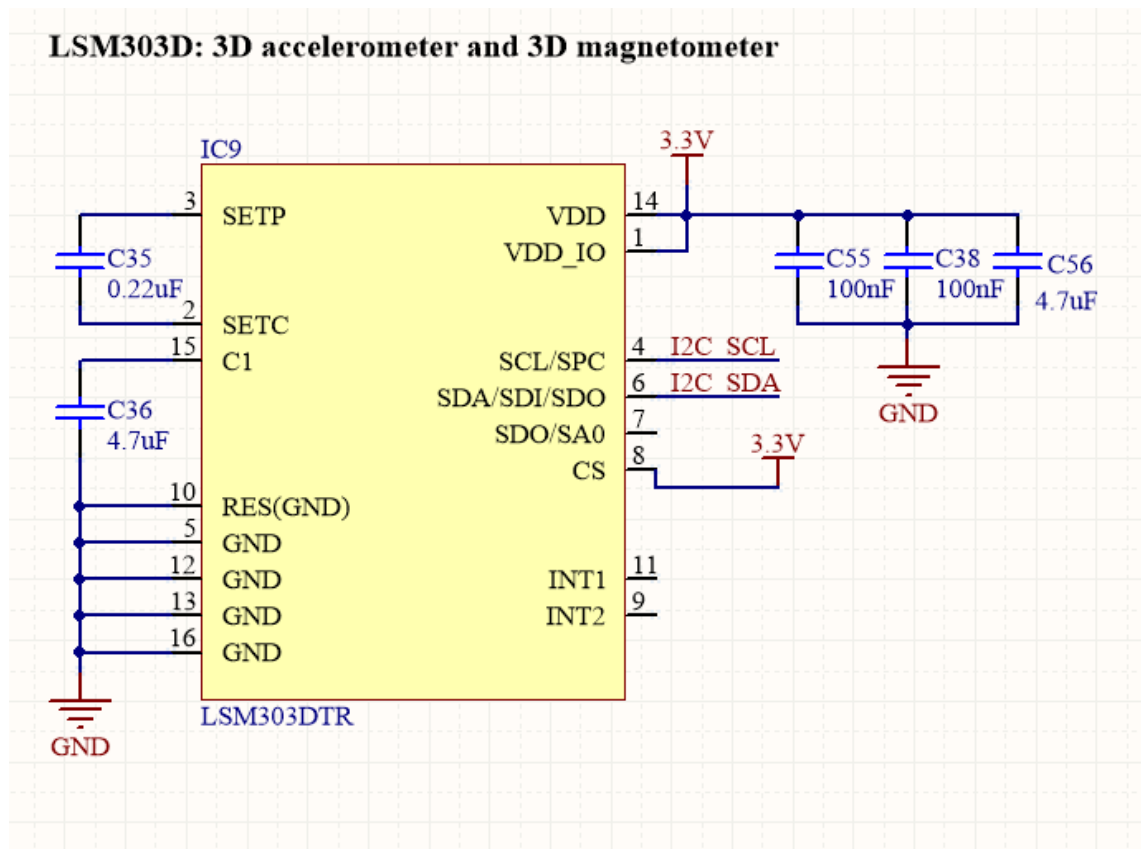 LSM303D: 3D accelerometer and 3D magnetometer
IC9
3.3V
3
SETP
VDD
14
VDD_IO
1
C35
0.22uF
C55
100nF
C38
100nF
C56
4.7uF
2
SETC
15
C1
SCL/SPC
4
I2C_SCL
SDA/SDI/SDO
6
I2C_SDA
GND
C36
4.7uF
SDO/SA0
7
3.3V
CS
8
10
RES(GND)
5
GND
12
GND
INT1
11
13
GND
INT2
9
16
GND
LSM303DTR
GND